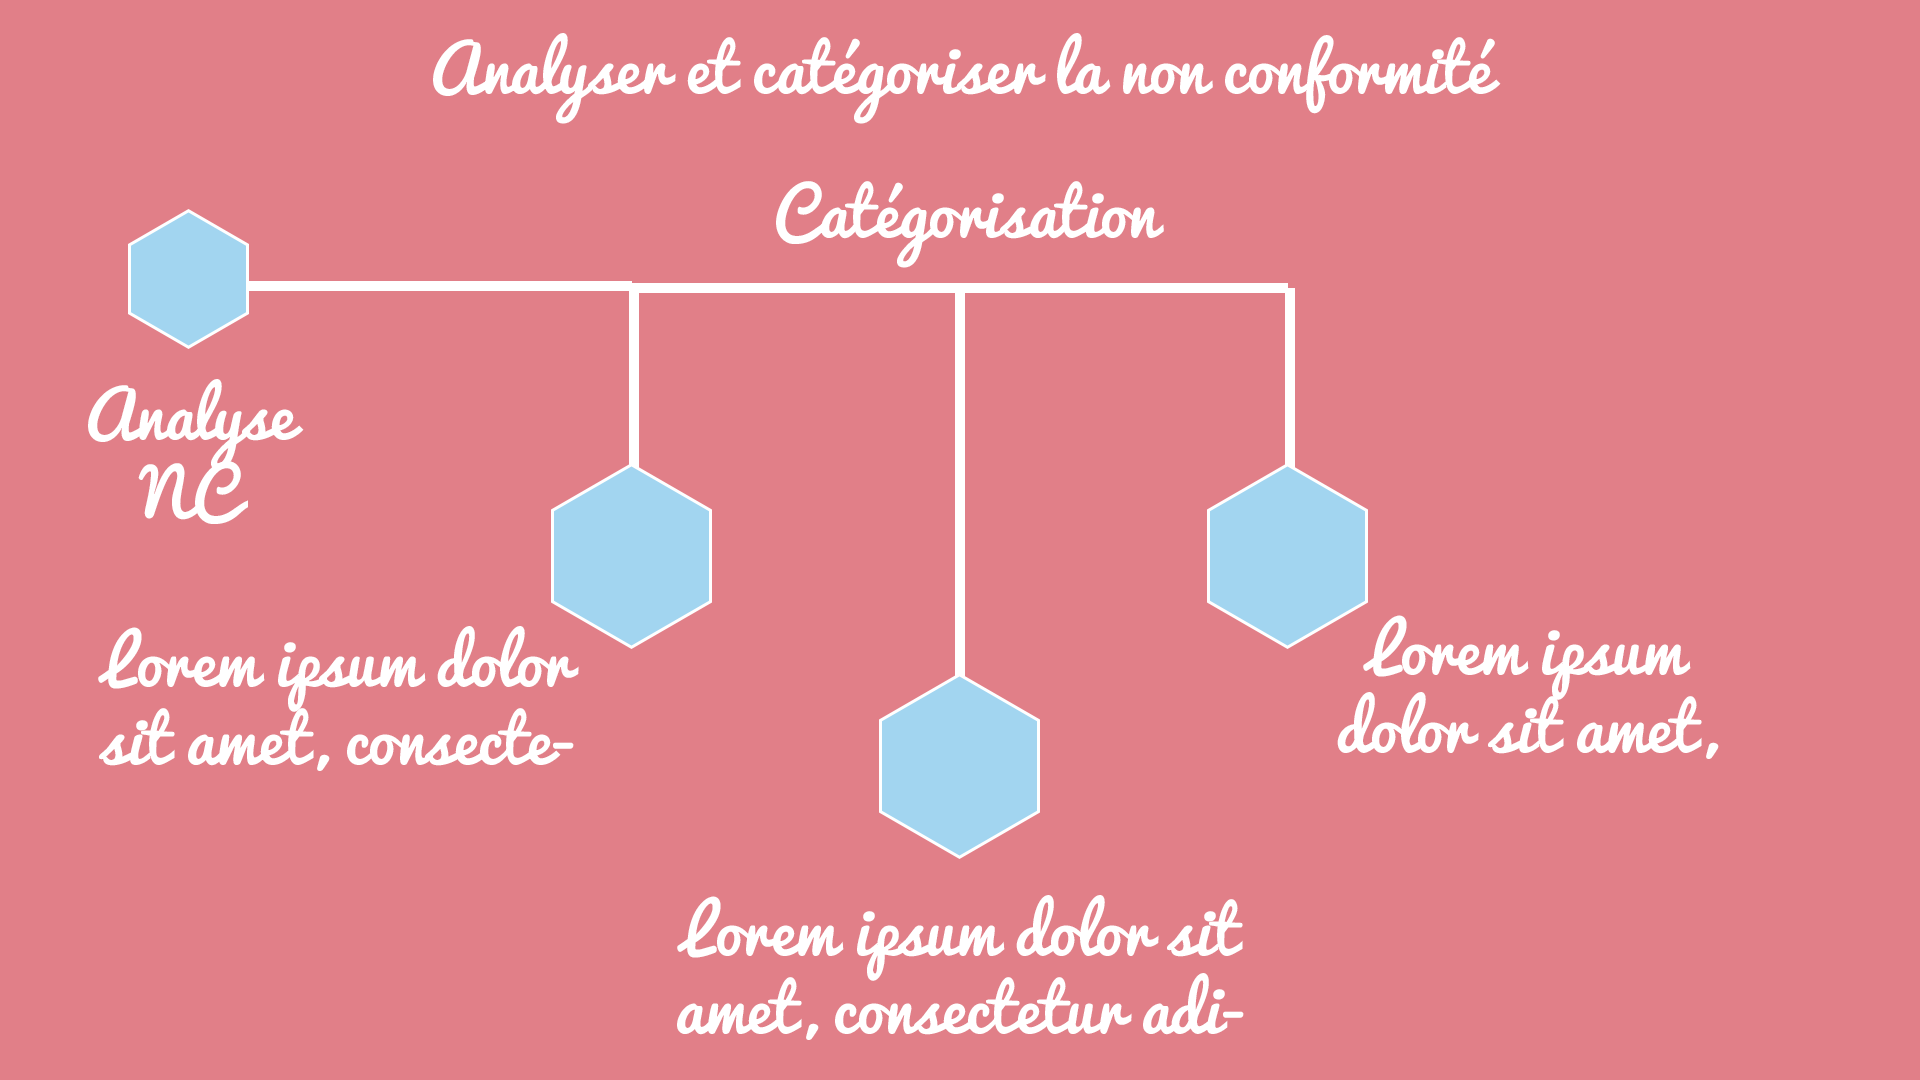 Analyser et catégoriser la non conformité
Catégorisation
Analyse
NC
Lorem ipsum dolor
sit amet, consecte-
Lorem ipsum
dolor sit amet,
Lorem ipsum dolor sit
amet, consectetur adi-